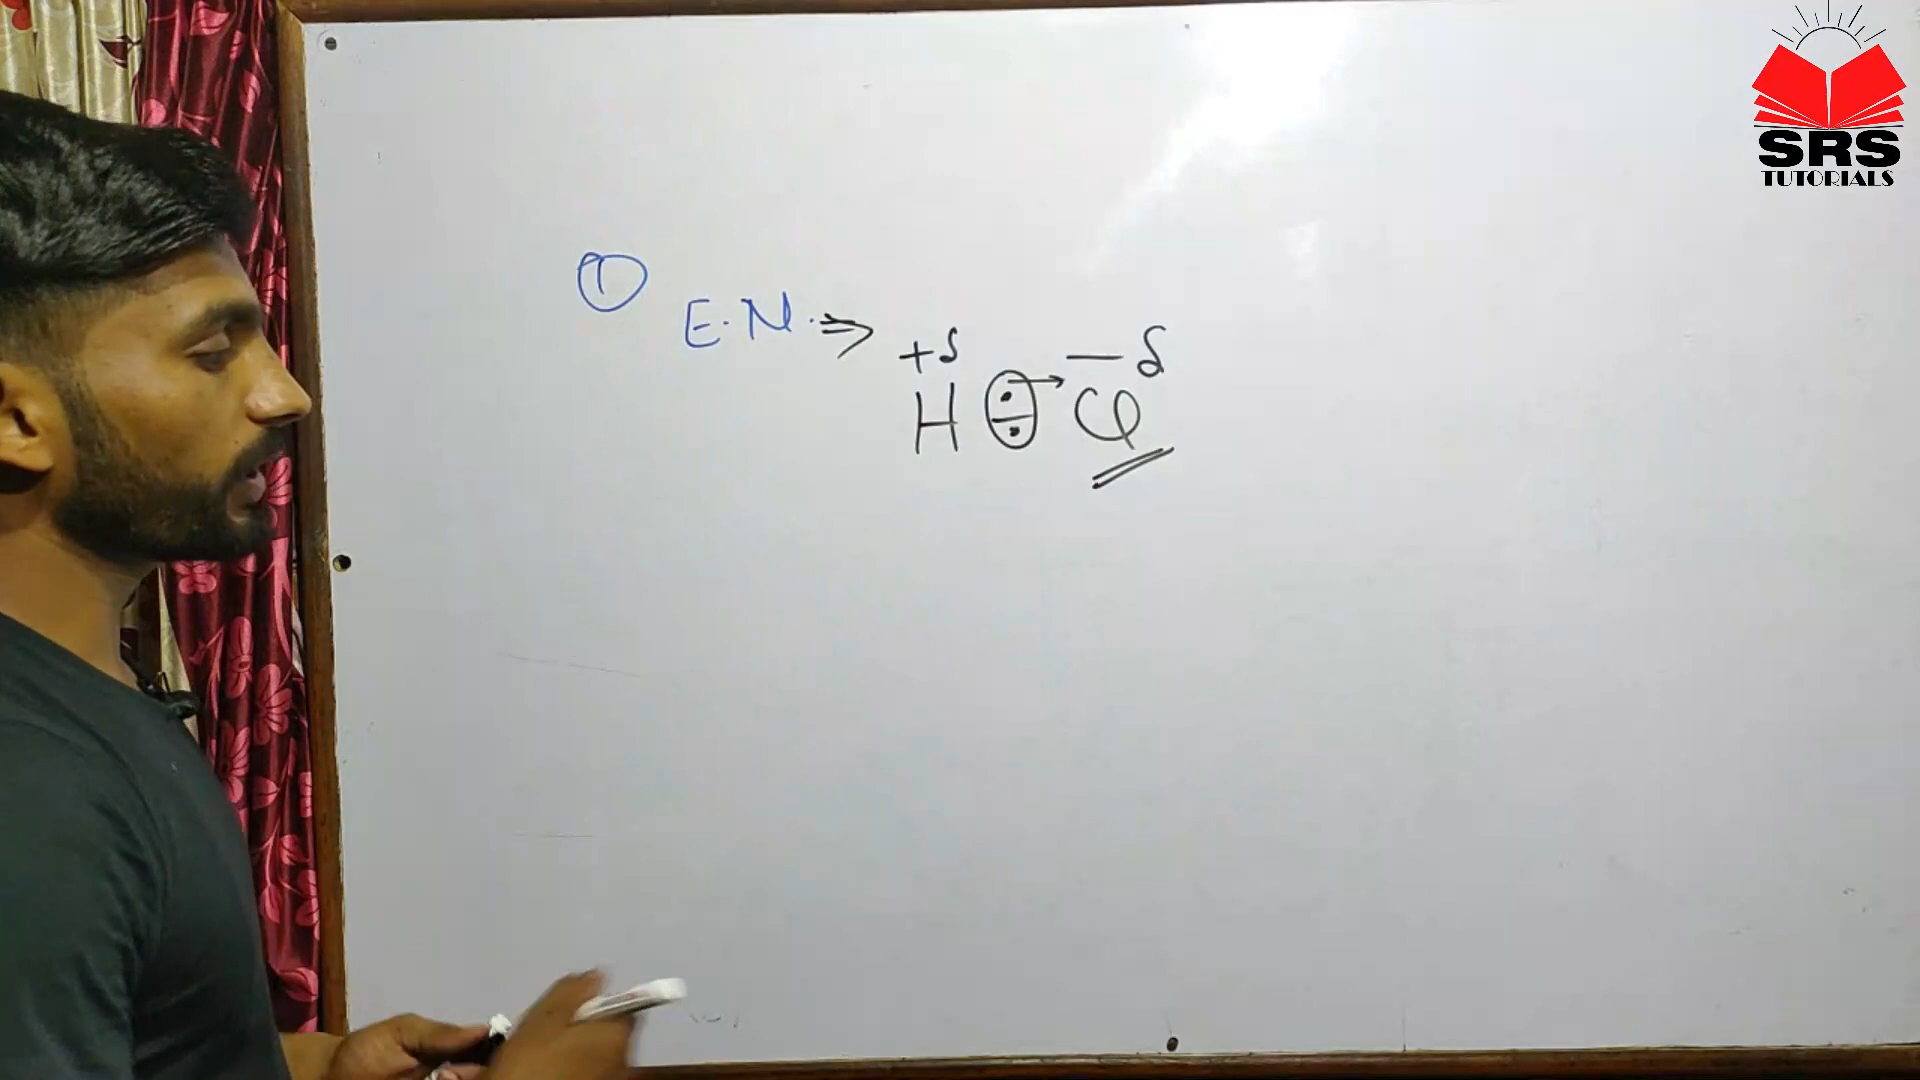 SRS
TUTORIALS
①
E.N. ⇒
+δ —δ
H : → Cl